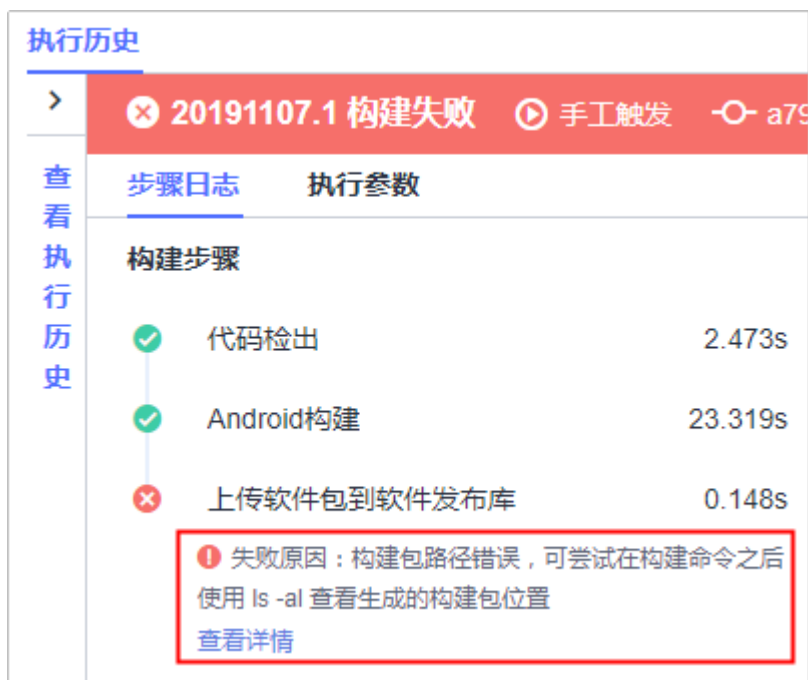 执行历史
20191107.1 构建失败 手工触发 a79
查看执行历史
步骤日志 执行参数
构建步骤
代码检出 2.473s
Android构建 23.319s
上传软件包到软件发布库 0.148s
失败原因：构建包路径错误，可尝试在构建命令之后
使用 ls -al 查看生成的构建包位置
查看详情